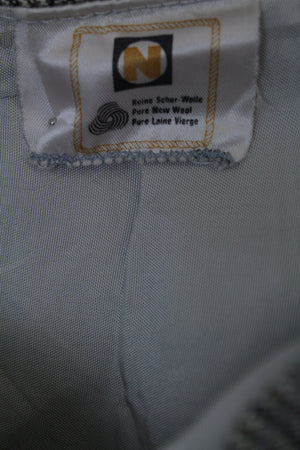 N
Reine Schur-Wolle
Pure New Wool
Pure Laine Vierge